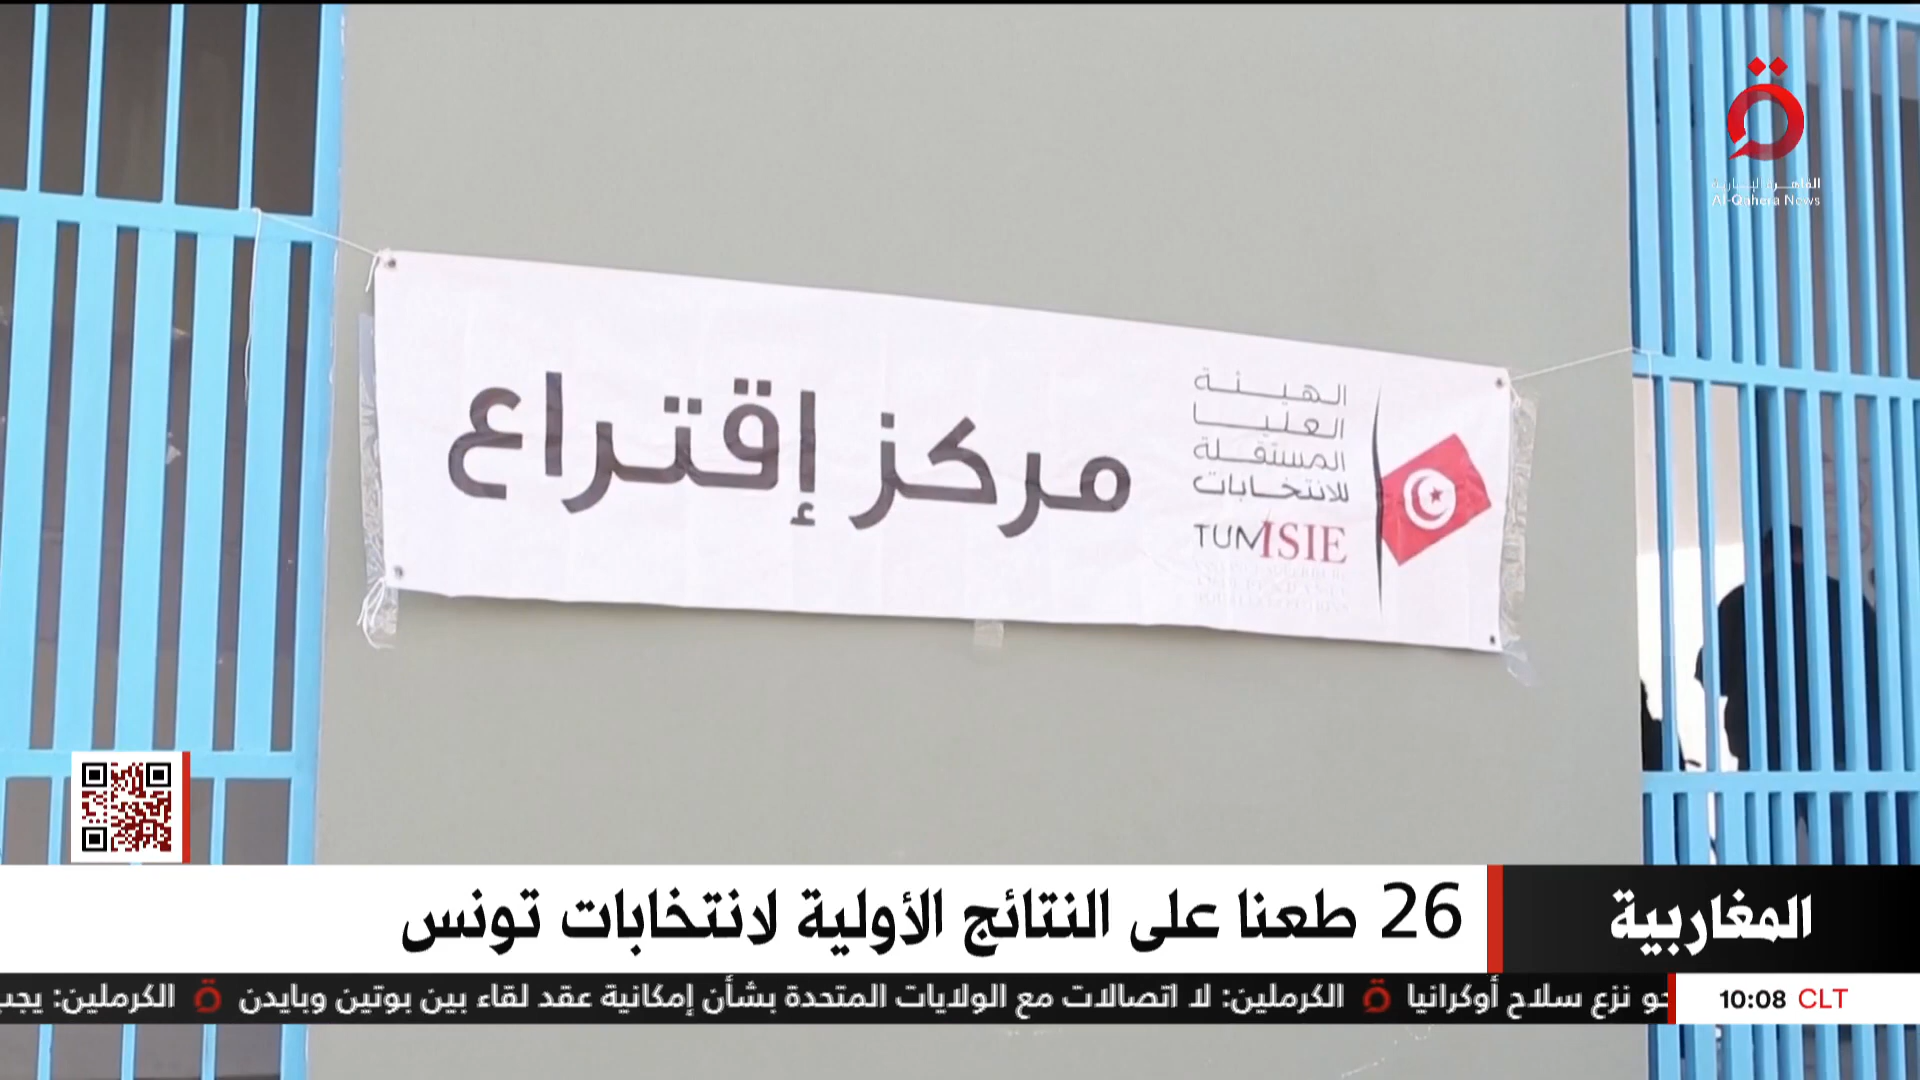 القاهرة الإخبارية
Al-Qahera News
الهيئة
العليا
المستقلة
للانتخابات
TUNISIE
مركز إقتراع
المغاربية
26 طعنا على النتائج الأولية لانتخابات تونس
10:08 CLT
نزع سلاح أوكرانيا الكرملين: لا اتصالات مع الولايات المتحدة بشأن إمكانية عقد لقاء بين بوتين وبايدن الكرملين: